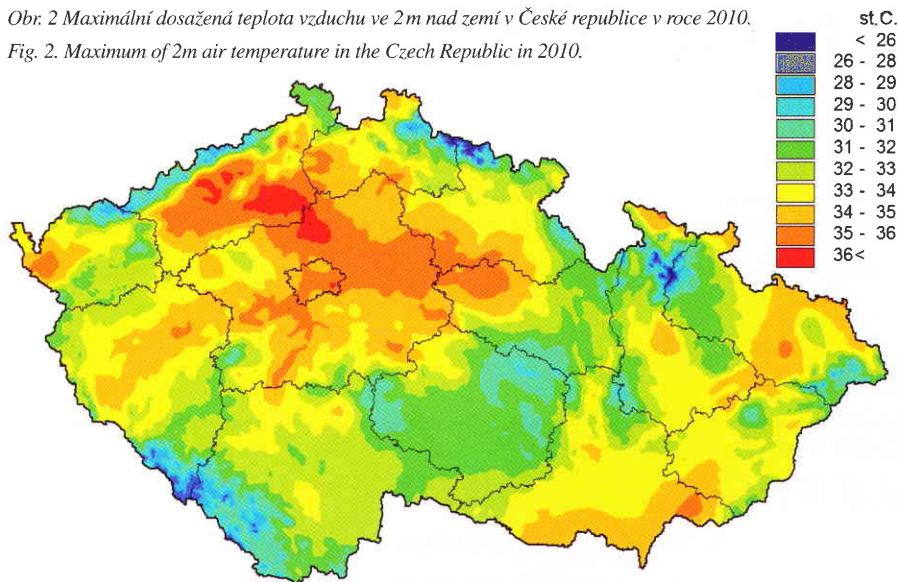 Obr. 2 Maximální dosažená teplota vzduchu ve 2 m nad zemí v České republice v roce 2010.
Fig. 2. Maximum of 2m air temperature in the Czech Republic in 2010.
st.C.
< 26
26 - 28
28 - 29
29 - 30
30 - 31
31 - 32
32 - 33
33 - 34
34 - 35
35 - 36
36 <